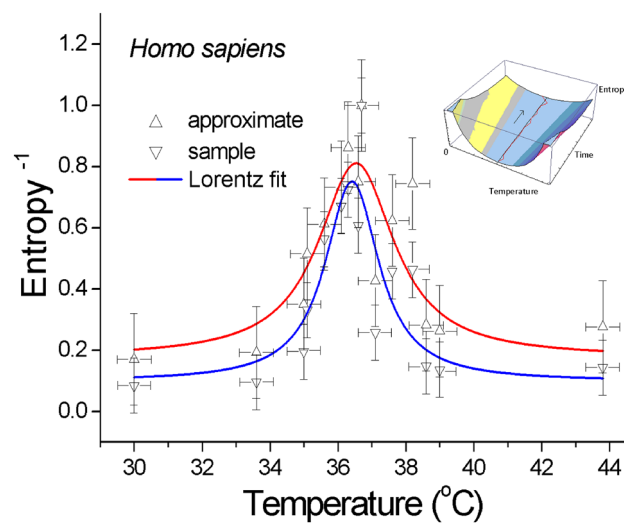 Homo sapiens
approximate
sample
Lorentz fit
Entropy -1
1.2
1.0
0.8
0.6
0.4
0.2
0.0
30
32
34
36
38
40
42
44
Temperature (°C)
Entrop
Time
0
Temperature